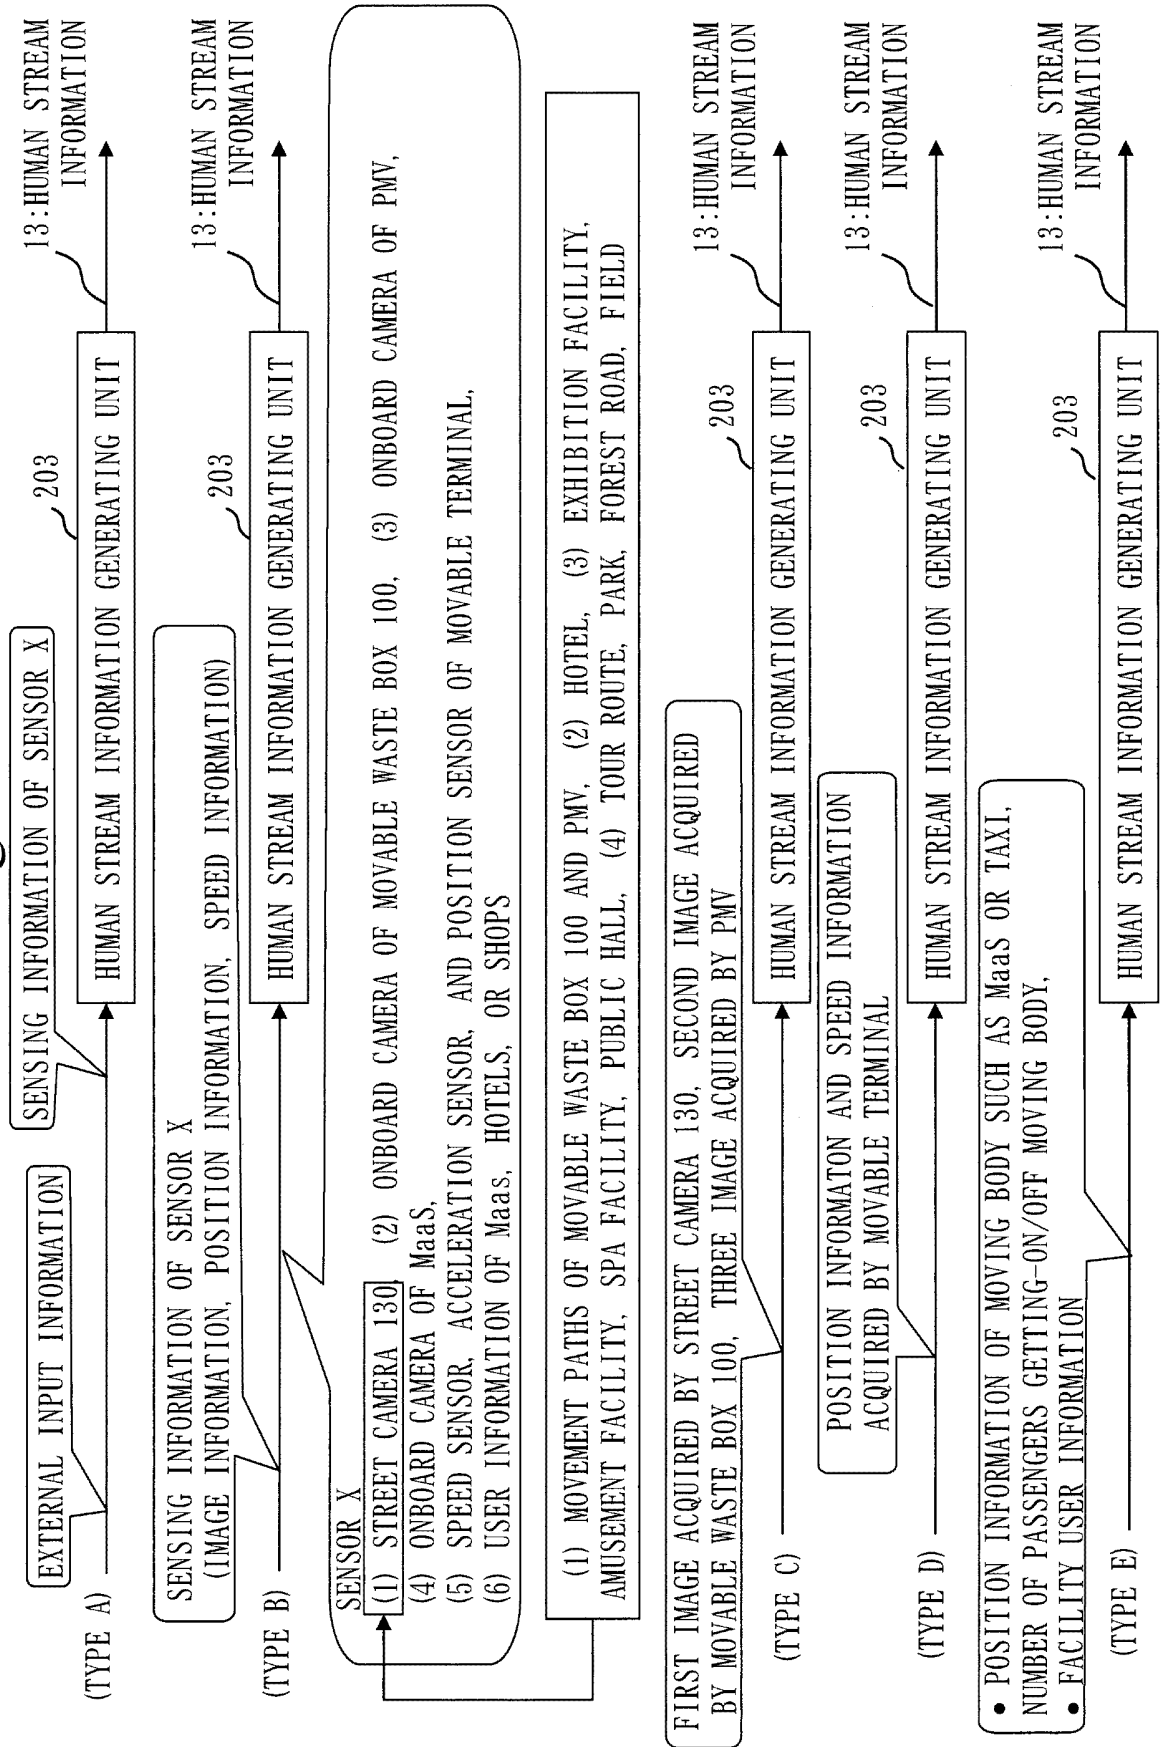 EXTERNAL INPUT INFORMATION
SENSING INFORMATION OF SENSOR X
203
13:HUMAN STREAM
INFORMATION
(TYPE A)
HUMAN STREAM INFORMATION GENERATING UNIT
SENSING INFORMATION OF SENSOR X
(IMAGE INFORMATION, POSITION INFORMATION, SPEED INFORMATION)
203
13:HUMAN STREAM
INFORMATION
(TYPE B)
HUMAN STREAM INFORMATION GENERATING UNIT
SENSOR X
(1) STREET CAMERA 130, (2) ONBOARD CAMERA OF MOVABLE WASTE BOX 100, (3) ONBOARD CAMERA OF PMV,
(4) ONBOARD CAMERA OF MaaS,
(5) SPEED SENSOR, ACCELERATION SENSOR, AND POSITION SENSOR OF MOVABLE TERMINAL,
(6) USER INFORMATION OF Maas, HOTELS, OR SHOPS
(1) MOVEMENT PATHS OF MOVABLE WASTE BOX 100 AND PMV, (2) HOTEL, (3) EXHIBITION FACILITY,
AMUSEMENT FACILITY, SPA FACILITY, PUBLIC HALL, (4) TOUR ROUTE, PARK, FOREST ROAD, FIELD
FIRST IMAGE ACQUIRED BY STREET CAMERA 130, SECOND IMAGE ACQUIRED
BY MOVABLE WASTE BOX 100, THREE IMAGE ACQUIRED BY PMV
203
13:HUMAN STREAM
INFORMATION
(TYPE C)
HUMAN STREAM INFORMATION GENERATING UNIT
POSITION INFORMATON AND SPEED INFORMATION
ACQUIRED BY MOVABLE TERMINAL
203
13:HUMAN STREAM
INFORMATION
(TYPE D)
HUMAN STREAM INFORMATION GENERATING UNIT
• POSITION INFORMATION OF MOVING BODY SUCH AS MaaS OR TAXI,
NUMBER OF PASSENGERS GETTING-ON/OFF MOVING BODY,
• FACILITY USER INFORMATION
203
13:HUMAN STREAM
INFORMATION
(TYPE E)
HUMAN STREAM INFORMATION GENERATING UNIT